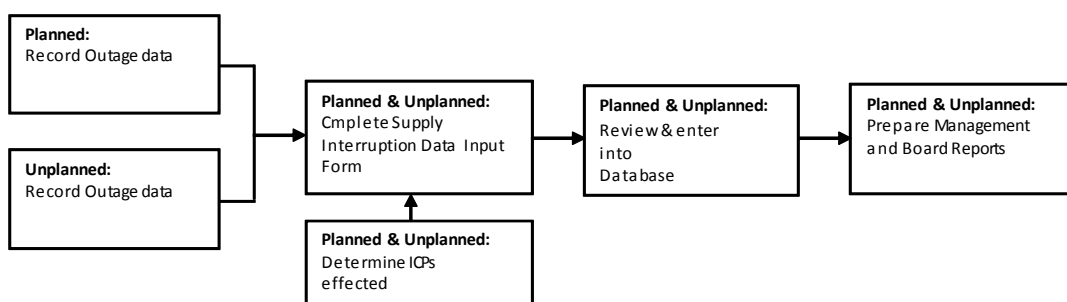 Planned:
Record Outage data
Unplanned:
Record Outage data
Planned & Unplanned:
Cmplete Supply
Interruption Data Input
Form
Planned & Unplanned:
Determine ICPs
effected
Planned & Unplanned:
Review & enter
into
Database
Planned & Unplanned:
Prepare Management
and Board Reports